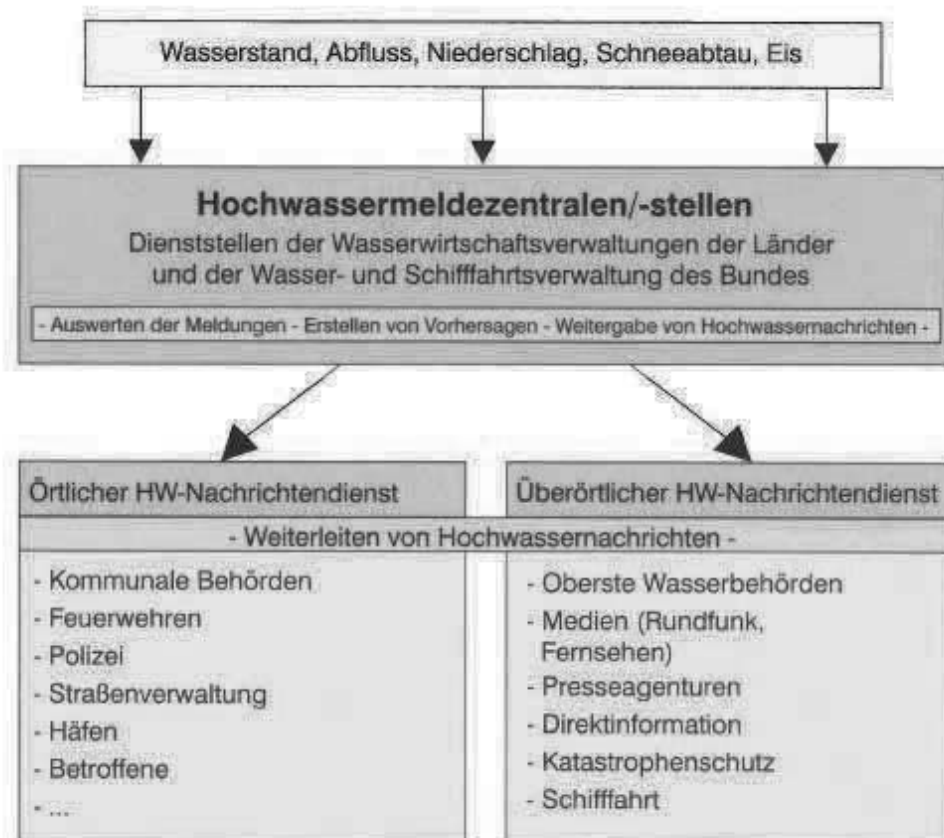 Wasserstand, Abfluss, Niederschlag, Schneeabtau, Eis
Hochwassermeldezentralen/-stellen
Dienststellen der Wasserwirtschaftsverwaltungen der Länder
und der Wasser- und Schifffahrtsverwaltung des Bundes
- Auswerten der Meldungen - Erstellen von Vorhersagen - Weitergabe von Hochwassernachrichten -
Örtlicher HW-Nachrichtendienst
Überörtlicher HW-Nachrichtendienst
- Weiterleiten von Hochwassernachrichten -
- Kommunale Behörden
- Feuerwehren
- Polizei
- Straßenverwaltung
- Häfen
- Betroffene
- ...
- Oberste Wasserbehörden
- Medien (Rundfunk,
Fernsehen)
- Presseagenturen
- Direktinformation
- Katastrophenschutz
- Schifffahrt